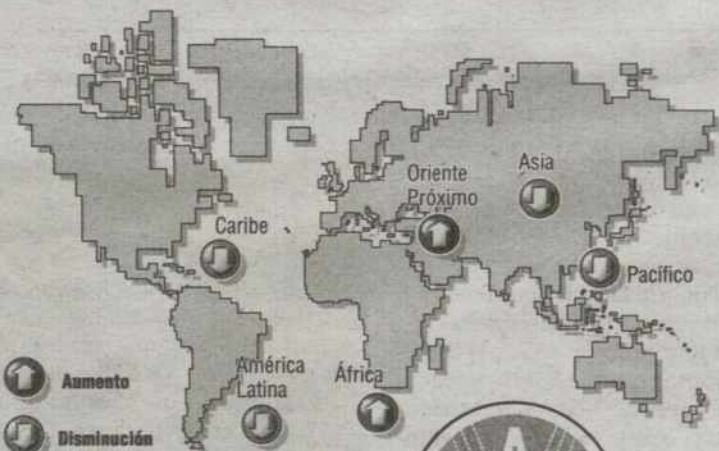 Oriente
Próximo
Asia
Caribe
Pacífico
América
Latina
África
Aumento
Disminución